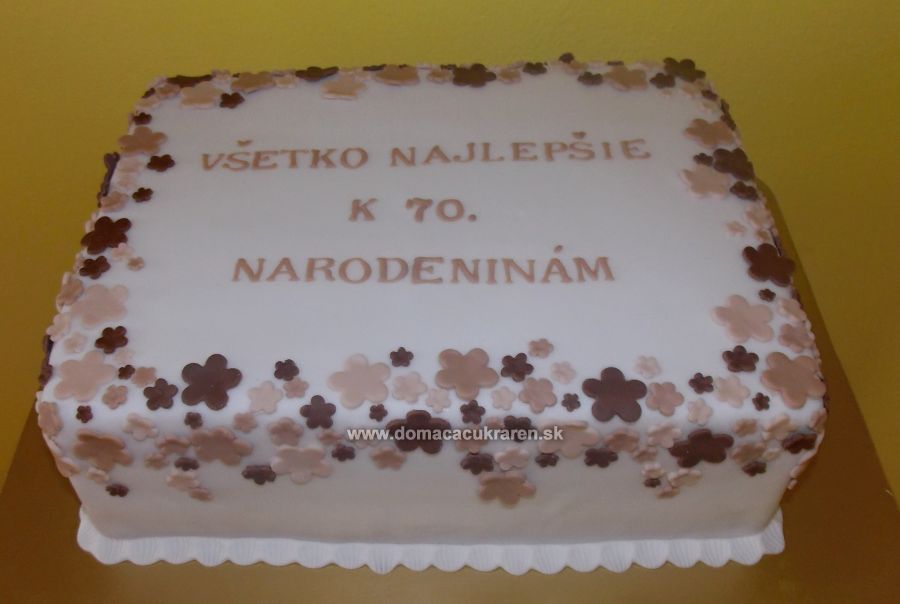 VŠETKO NAJLEPŠIE
K 70.
NARODENINÁM
www.domacacukraren.sk